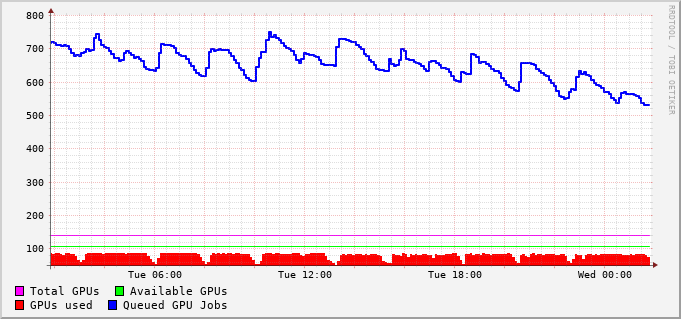 800
700
600
500
400
300
200
100
Tue 06:00 Tue 12:00 Tue 18:00 Wed 00:00
Total GPUs Available GPUs
GPUs used Queued GPU Jobs
RRDTOOL / TOBI OETIKER